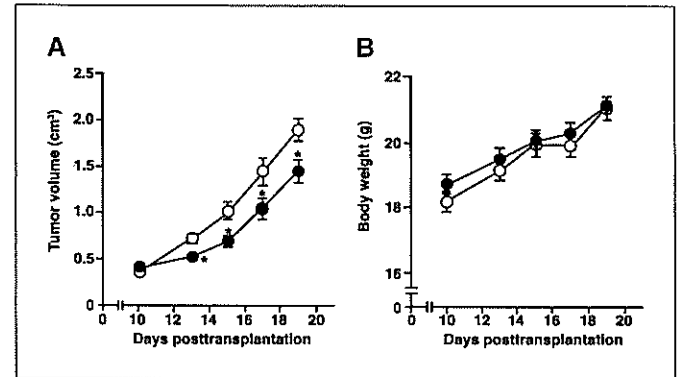 A
B
Tumor volume (cm³)
2.5
2.0
1.5
1.0
0.5
0
0 10 12 14 16 18 20
Days posttransplantation
*
*
*
*
Body weight (g)
22
20
18
16
0
0 10 12 14 16 18 20
Days posttransplantation